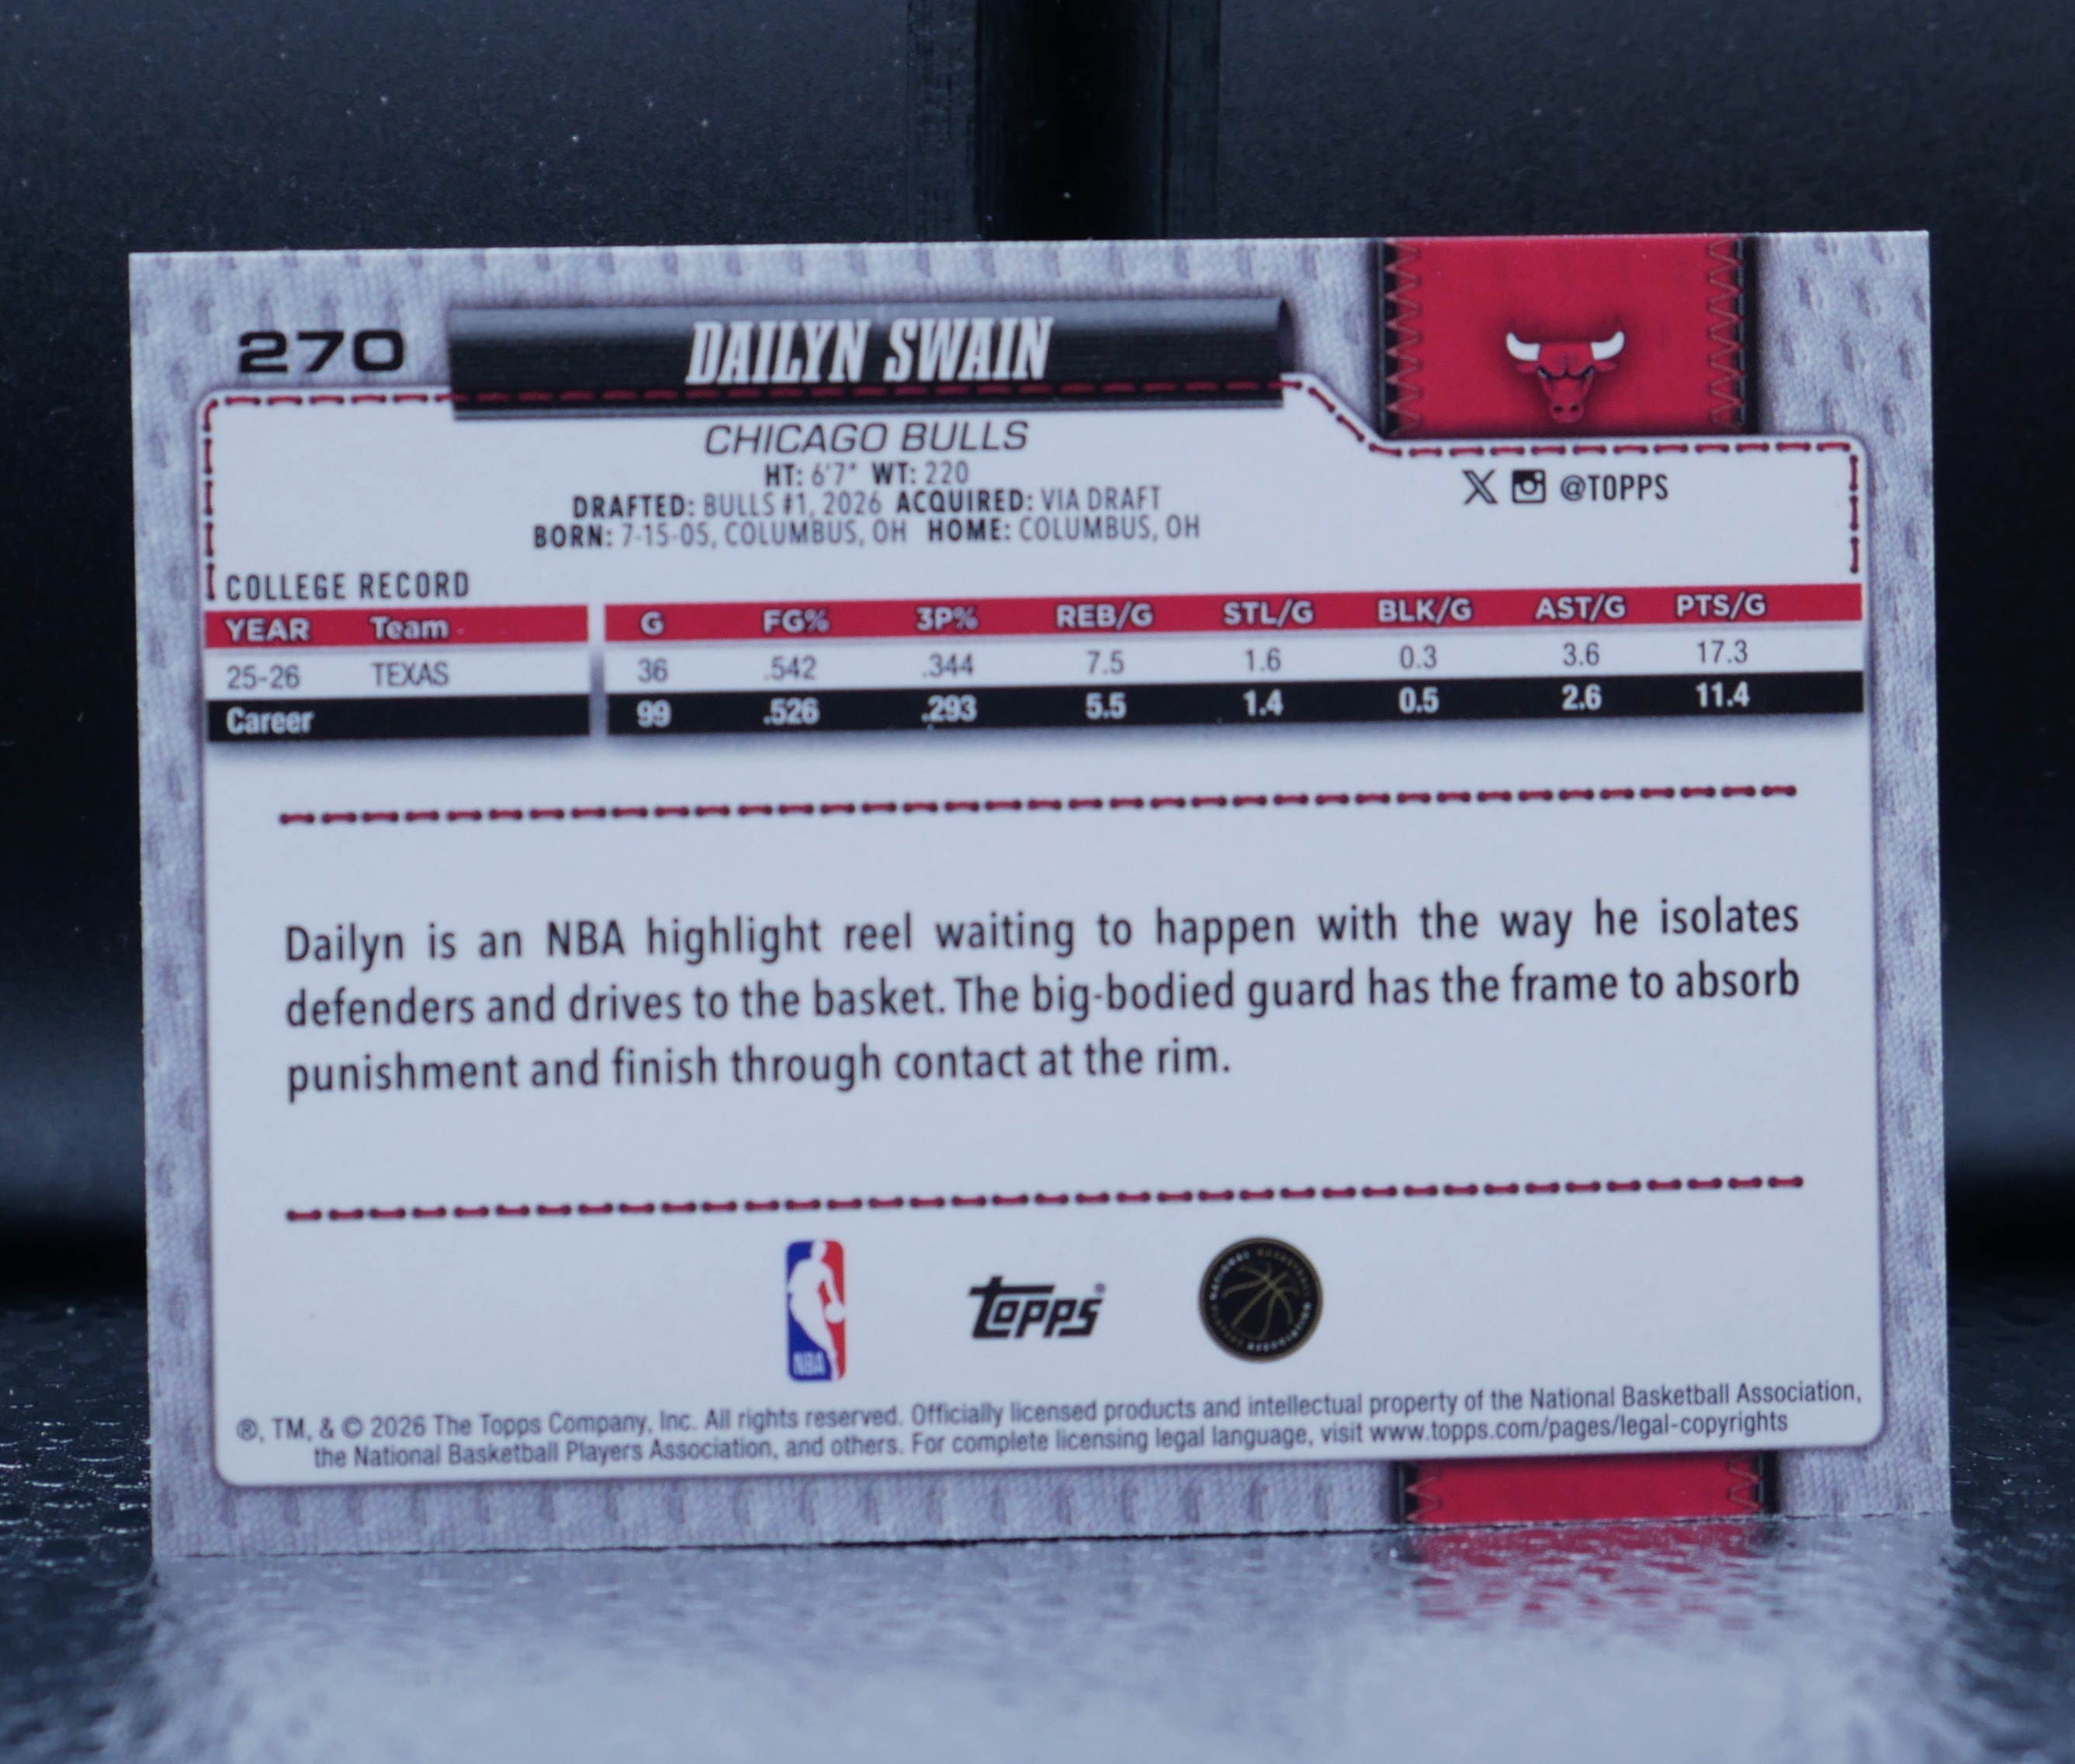 270
DAILYN SWAIN
CHICAGO BULLS
HT: 6'7" WT: 220
DRAFTED: BULLS #1, 2026 ACQUIRED: VIA DRAFT
BORN: 7-15-05, COLUMBUS, OH HOME: COLUMBUS, OH
@TOPPS
COLLEGE RECORD
YEAR Team G FG% 3P% REB/G STL/G BLK/G AST/G PTS/G
25-26 TEXAS 36 .542 .344 7.5 1.6 0.3 3.6 17.3
Career 99 .526 .293 5.5 1.4 0.5 2.6 11.4
Dailyn is an NBA highlight reel waiting to happen with the way he isolates
defenders and drives to the basket. The big-bodied guard has the frame to absorb
punishment and finish through contact at the rim.
NBA
Topps®
NATIONAL BASKETBALL PLAYERS ASSOCIATION
®, TM, & © 2026 The Topps Company, Inc. All rights reserved. Officially licensed products and intellectual property of the National Basketball Association,
the National Basketball Players Association, and others. For complete licensing legal language, visit www.topps.com/pages/legal-copyrights